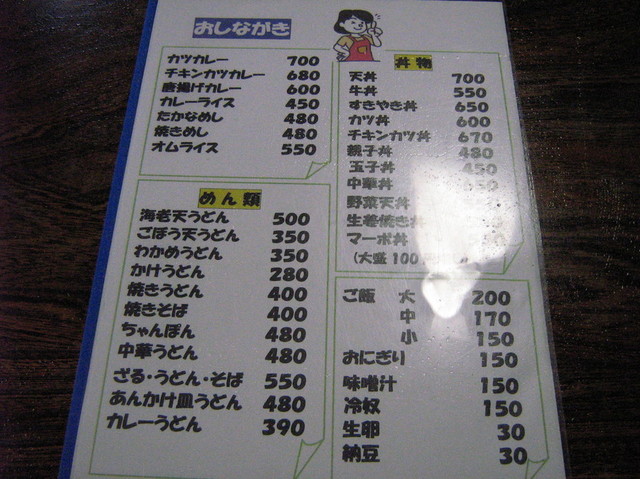 おしながき
カツカレー 700
チキンカツカレー 680
唐揚げカレー 600
カレーライス 450
たかなめし 480
焼きめし 480
オムライス 550
めん類
海老天うどん 500
ごぼう天うどん 350
わかめうどん 350
かけうどん 280
焼きうどん 400
焼きそば 400
ちゃんぽん 480
中華うどん 480
ざる・うどん・そば 550
あんかけ皿うどん 480
カレーうどん 390
丼物
天丼 700
牛丼 550
すきやき丼 650
カツ丼 600
チキンカツ丼 670
親子丼 480
玉子丼 450
中華丼
野菜天丼
生姜焼き丼
マーボ丼
(大盛100
ご飯 大 200
中 170
小 150
おにぎり 150
味噌汁 150
冷奴 150
生卵 30
納豆 30